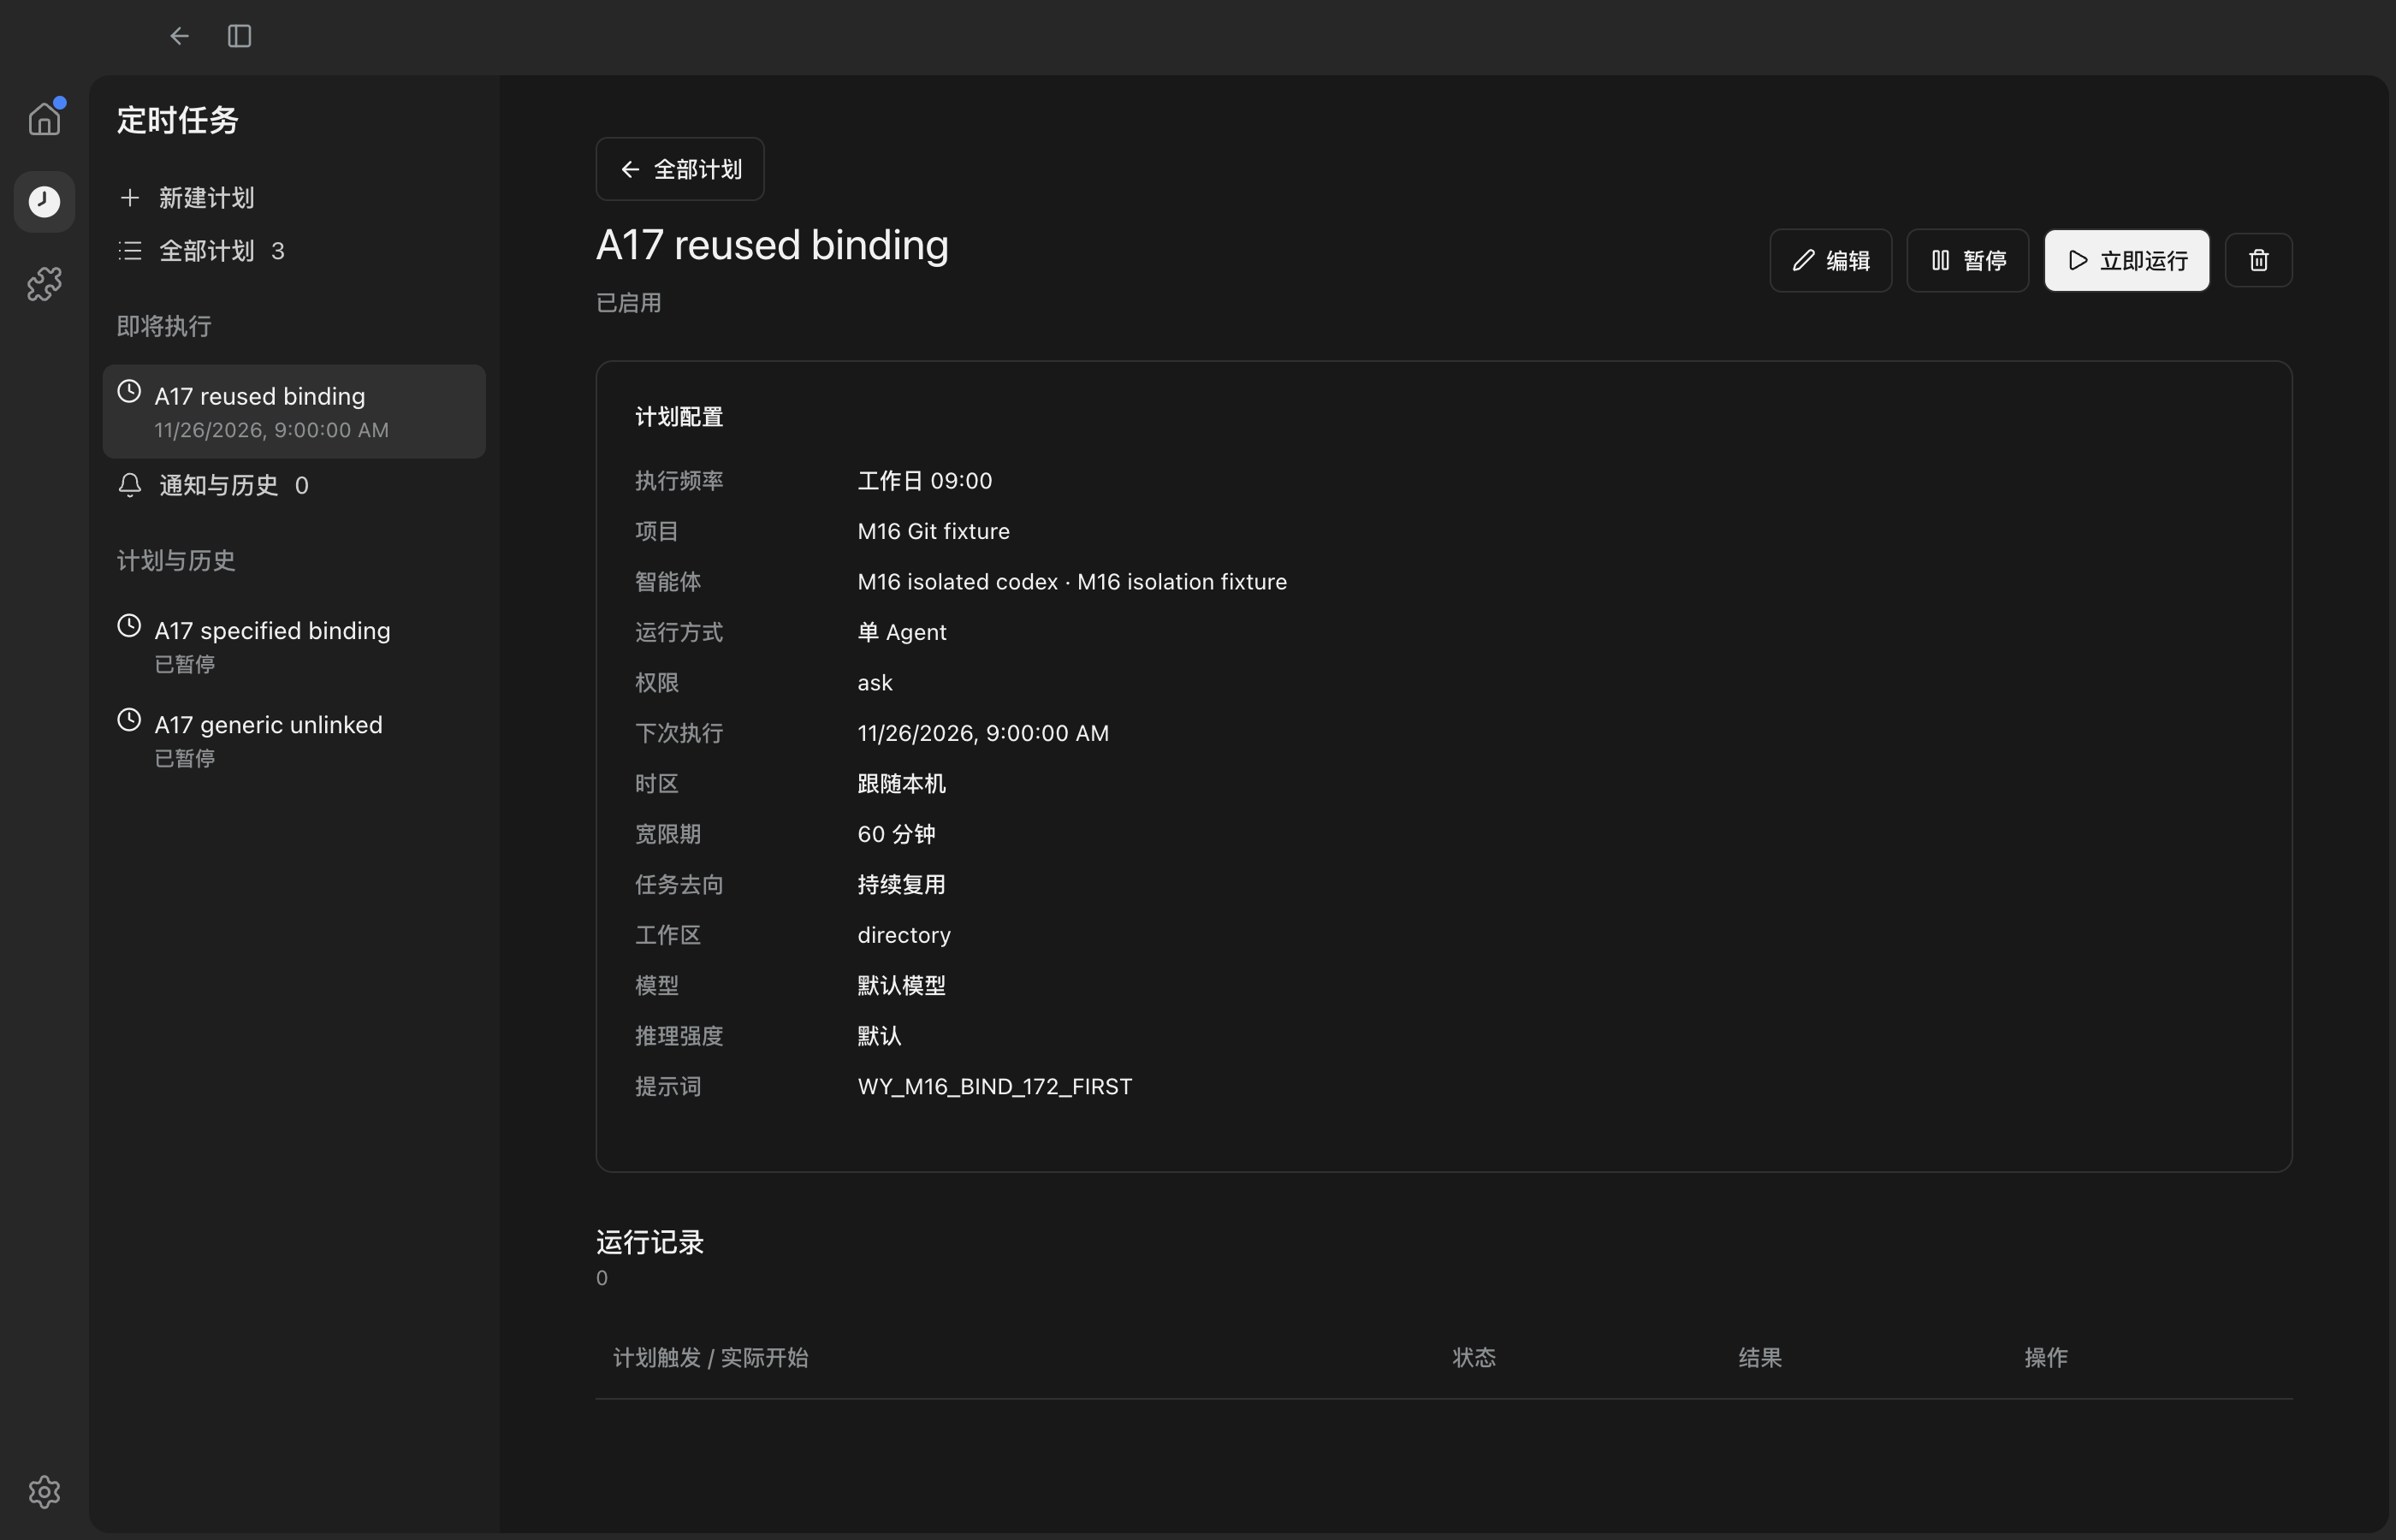 定时任务
新建计划
全部计划 3
即将执行
A17 reused binding
11/26/2026, 9:00:00 AM
通知与历史 0
计划与历史
A17 specified binding
已暂停
A17 generic unlinked
已暂停
全部计划
A17 reused binding
已启用
编辑
暂停
立即运行
计划配置
执行频率 工作日 09:00
项目 M16 Git fixture
智能体 M16 isolated codex · M16 isolation fixture
运行方式 单 Agent
权限 ask
下次执行 11/26/2026, 9:00:00 AM
时区 跟随本机
宽限期 60 分钟
任务去向 持续复用
工作区 directory
模型 默认模型
推理强度 默认
提示词 WY_M16_BIND_172_FIRST
运行记录
0
计划触发 / 实际开始 状态 结果 操作